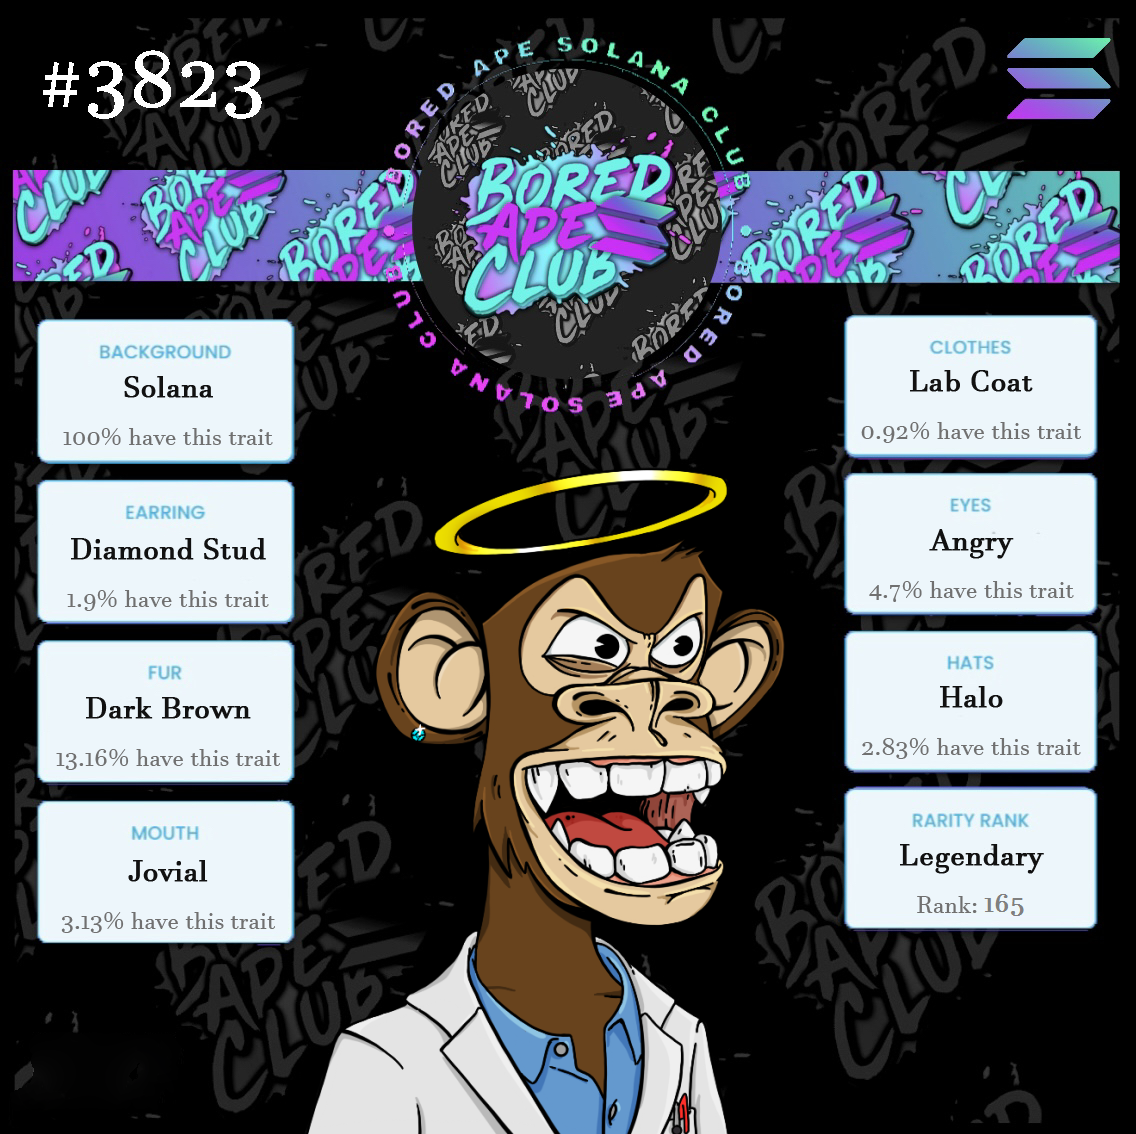 #3823
BORED APE SOLANA CLUB
BORED APE SOLANA CLUB
BORED
APE
CLUB
BACKGROUND
Solana
100% have this trait
EARRING
Diamond Stud
1.9% have this trait
FUR
Dark Brown
13.16% have this trait
MOUTH
Jovial
3.13% have this trait
CLOTHES
Lab Coat
0.92% have this trait
EYES
Angry
4.7% have this trait
HATS
Halo
2.83% have this trait
RARITY RANK
Legendary
Rank: 165